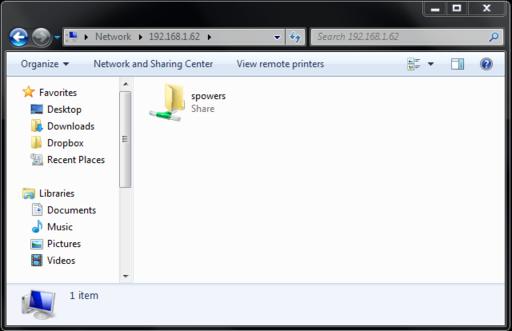 Network 192.168.1.62
Search 192.168.1.62
Organize Network and Sharing Center View remote printers
Favorites
Desktop
Downloads
Dropbox
Recent Places
Libraries
Documents
Music
Pictures
Videos
spowers
Share
1 item